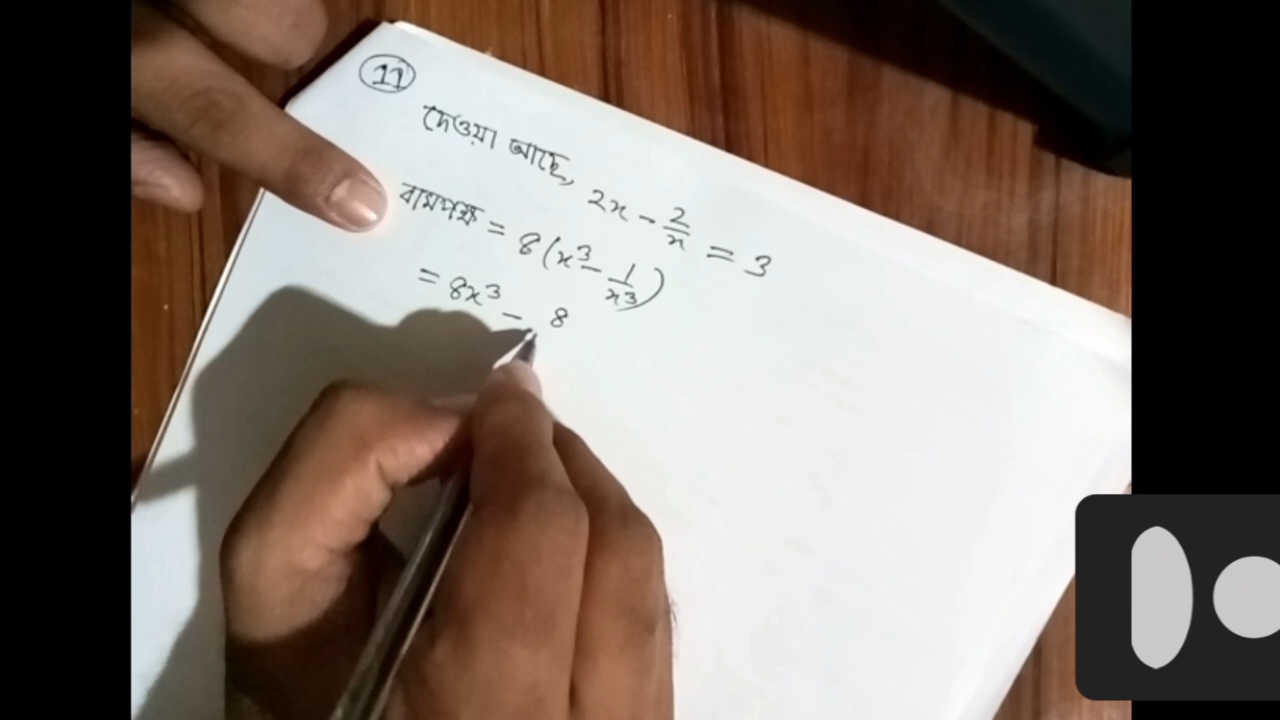 11
দেওয়া আছে, 2x - 2/x = 3
বামপক্ষ = 8(x³ - 1/x³)
= 8x³ - 8